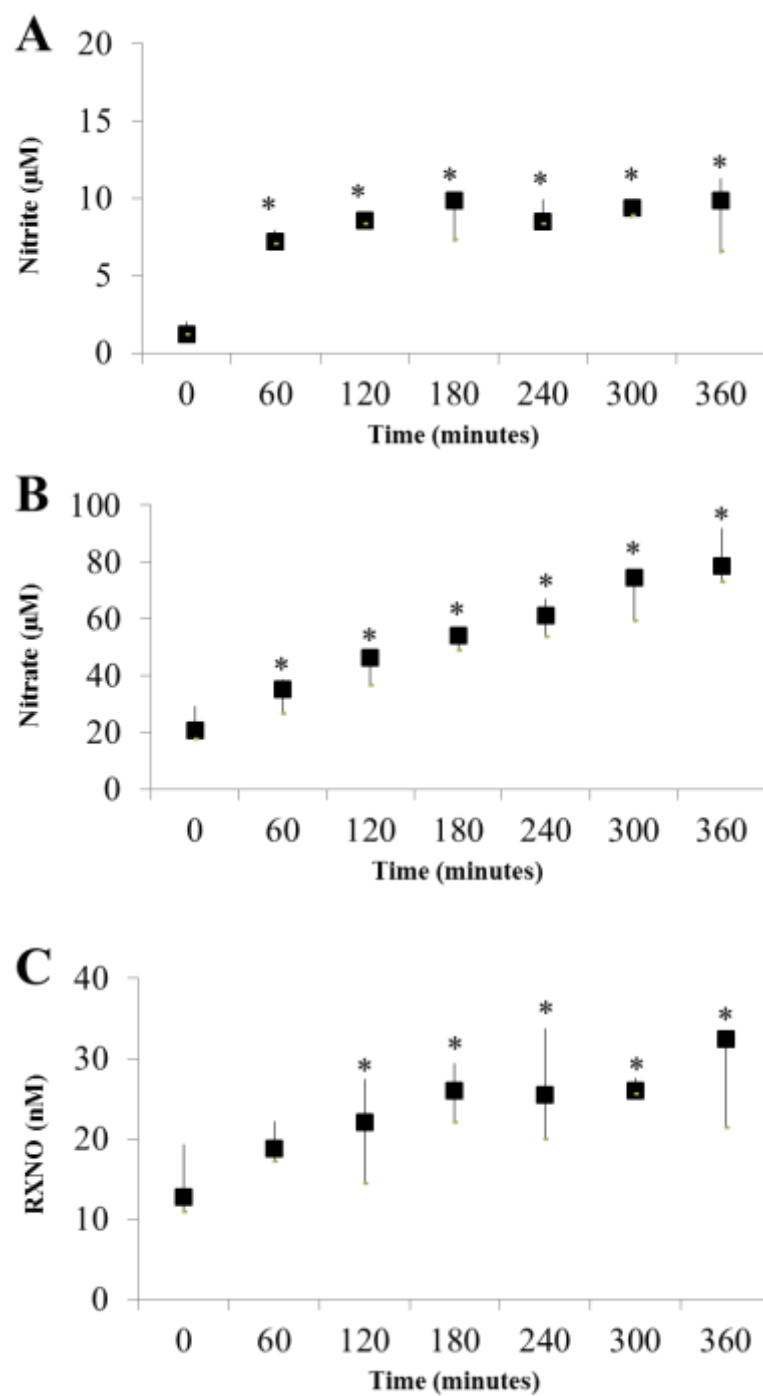 A
20
15
10
5
0
Nitrite (µM)
* * * * * *
0 60 120 180 240 300 360
Time (minutes)
B
100
80
60
40
20
0
Nitrate (µM)
* * * * * *
0 60 120 180 240 300 360
Time (minutes)
C
40
30
20
10
0
RXNO (nM)
* * * * *
0 60 120 180 240 300 360
Time (minutes)